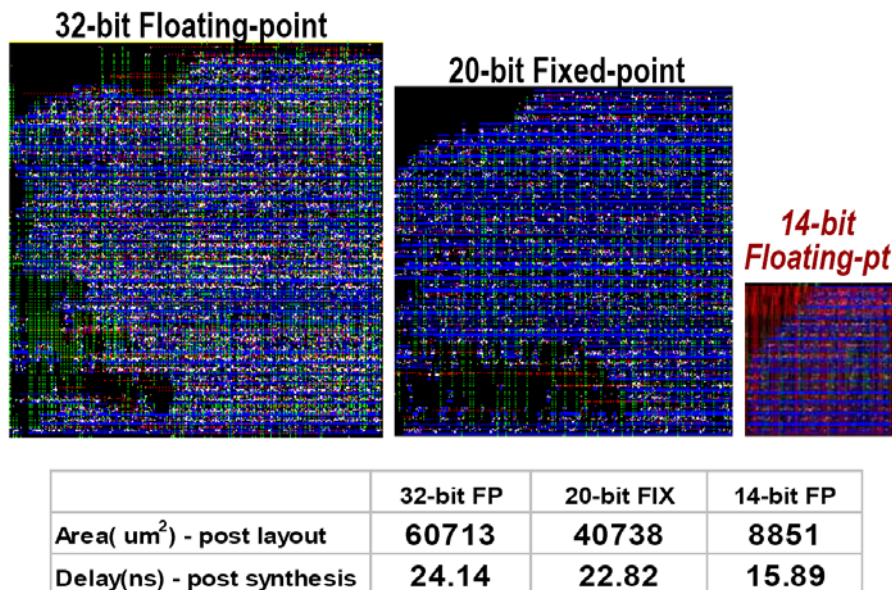 32-bit Floating-point
20-bit Fixed-point
14-bit
Floating-pt
32-bit FP 20-bit FIX 14-bit FP
Area( um²) - post layout 60713 40738 8851
Delay(ns) - post synthesis 24.14 22.82 15.89